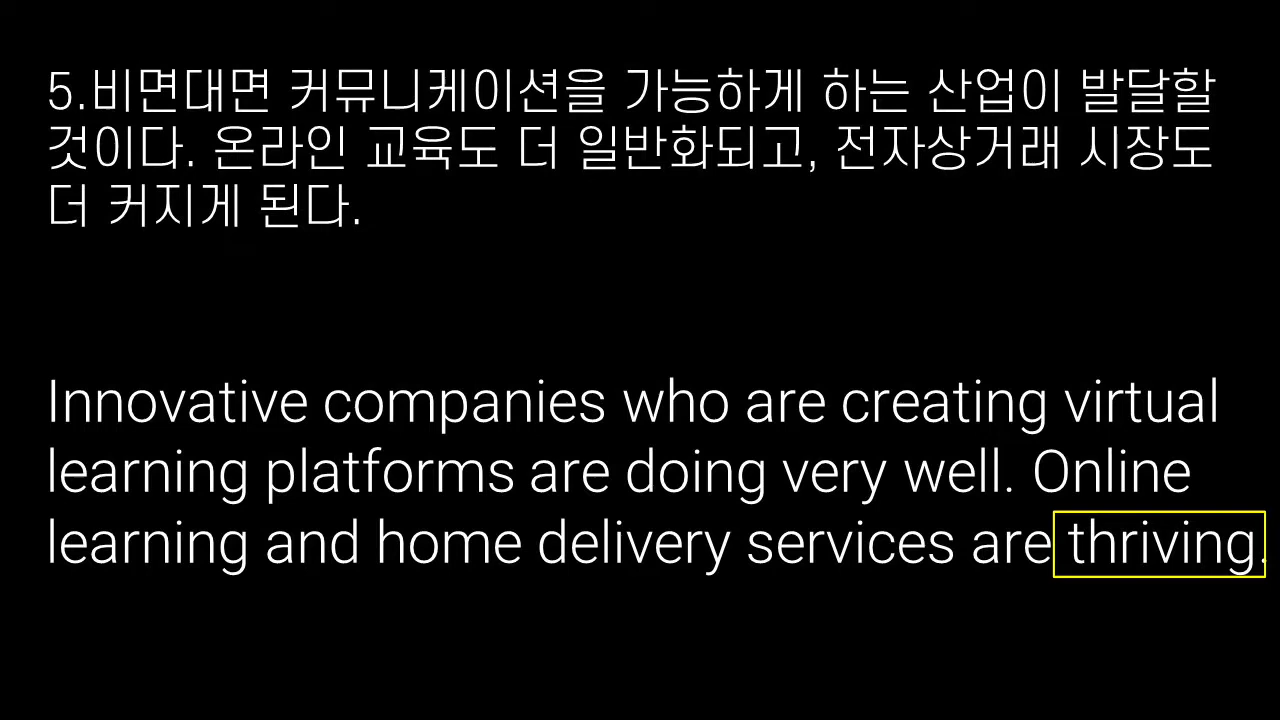 5.비면대면 커뮤니케이션을 가능하게 하는 산업이 발달할
것이다. 온라인 교육도 더 일반화되고, 전자상거래 시장도
더 커지게 된다.
Innovative companies who are creating virtual
learning platforms are doing very well. Online
learning and home delivery services are thriving.